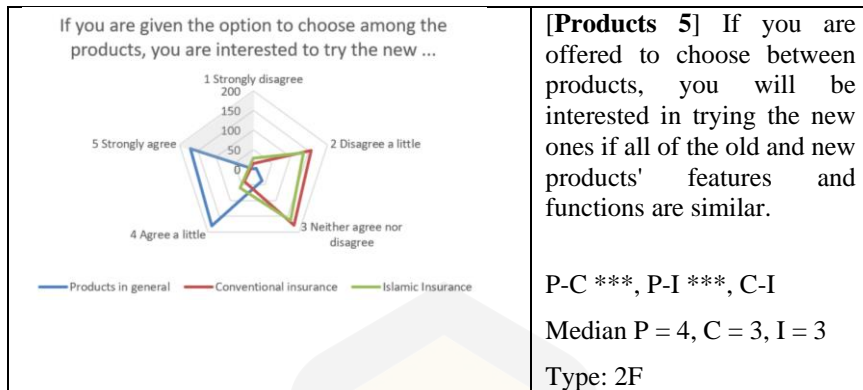 If you are given the option to choose among the
products, you are interested to try the new ...
1 Strongly disagree
200
150
100
50
0
5 Strongly agree
2 Disagree a little
4 Agree a little
3 Neither agree nor
disagree
Products in general
Conventional insurance
Islamic Insurance
[Products 5] If you are
offered to choose between
products, you will be
interested in trying the new
ones if all of the old and new
products' features and
functions are similar.
P-C ***, P-I ***, C-I
Median P = 4, C = 3, I = 3
Type: 2F